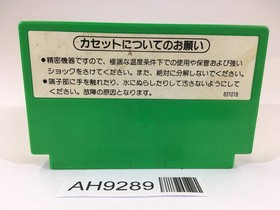 カセットについてのお願い
●精密機器ですので、極端な温度条件下での使用や保管および強い
ショックをさけてください。また、絶対に分解しないでください。
●端子部に手を触れたり、水にぬらしたりして汚さないようにして
ください。故障の原因となります。
831018
AH9289